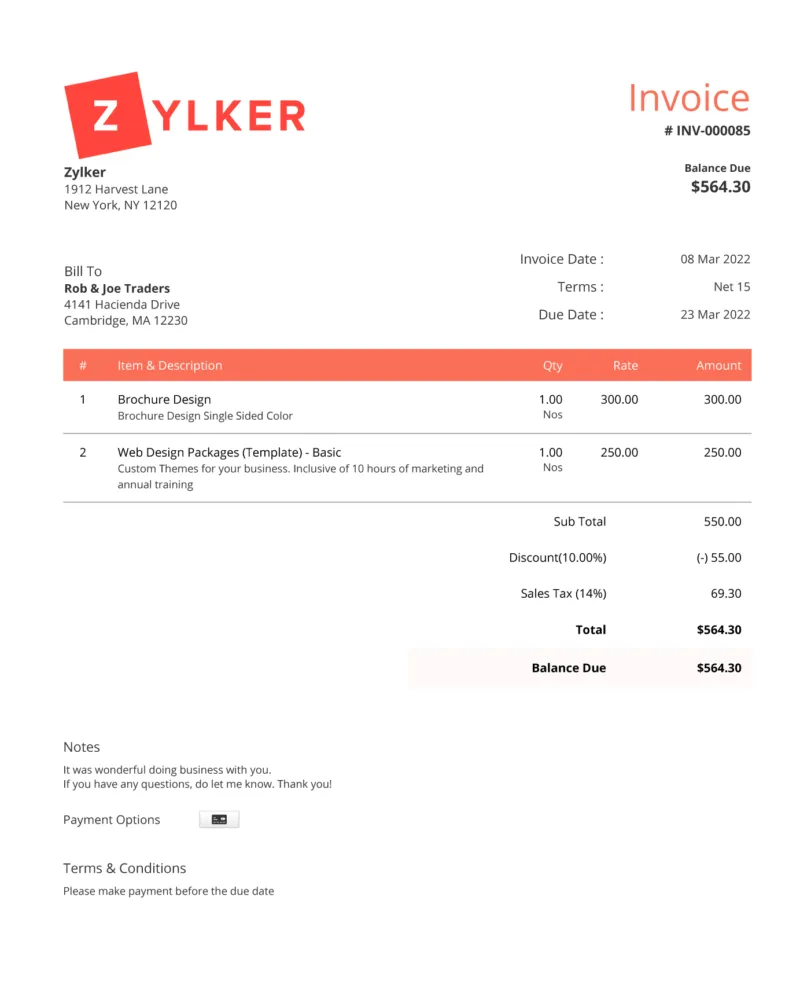 ZYLKER
Invoice
# INV-000085
Zylker
1912 Harvest Lane
New York, NY 12120
Balance Due
$564.30
Bill To
Rob & Joe Traders
4141 Hacienda Drive
Cambridge, MA 12230
Invoice Date : 08 Mar 2022
Terms : Net 15
Due Date : 23 Mar 2022
# Item & Description Qty Rate Amount
1 Brochure Design 1.00 300.00 300.00
Brochure Design Single Sided Color Nos
2 Web Design Packages (Template) - Basic 1.00 250.00 250.00
Custom Themes for your business. Inclusive of 10 hours of marketing and Nos
annual training
Sub Total 550.00
Discount(10.00%) (-) 55.00
Sales Tax (14%) 69.30
Total $564.30
Balance Due $564.30
Notes
It was wonderful doing business with you.
If you have any questions, do let me know. Thank you!
Payment Options
Terms & Conditions
Please make payment before the due date